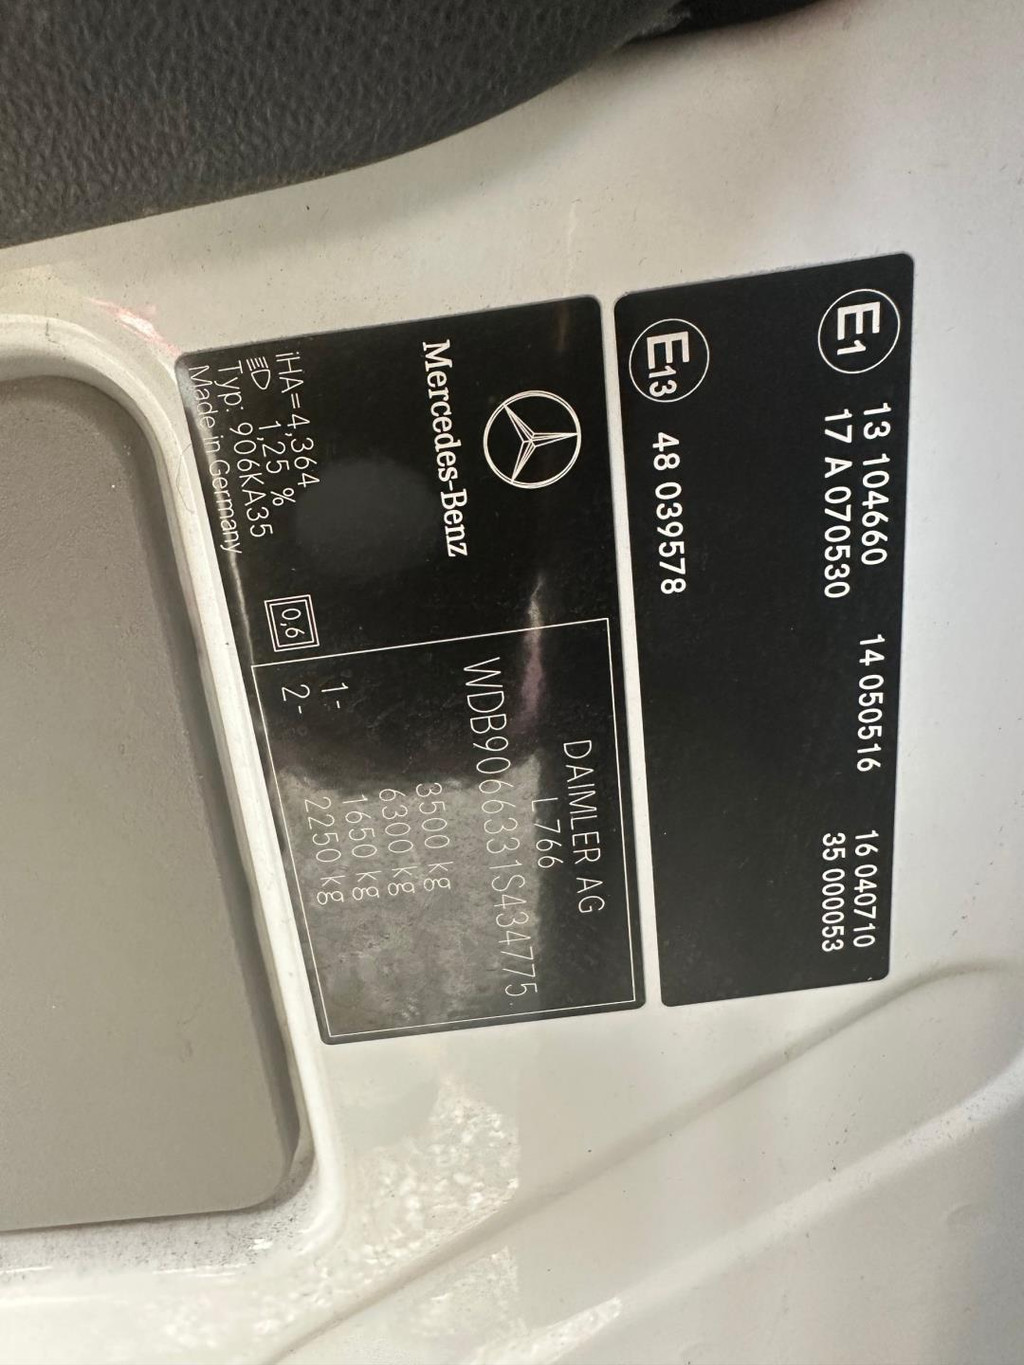 E1
13 104660 14 050516 16 040710
17 A 070530 35 000053
E13
48 039578
Mercedes-Benz
DAIMLER AG
L 766
WDB9066331S434775
3500 kg
6300 kg
1- 1650 kg
2- 2250 kg
iHA=4,364
1,25 %
Typ: 906KA35
Made in Germany
0,6